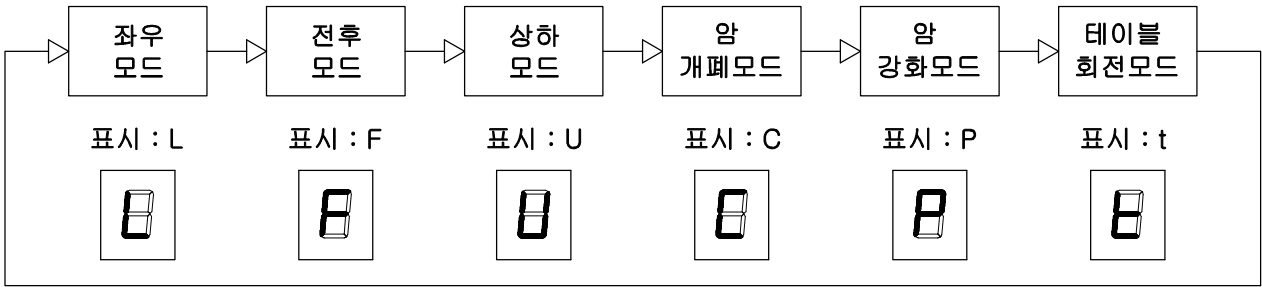 좌우
모드
전후
모드
상하
모드
암
개폐모드
암
강화모드
테이블
회전모드
표시 : L
표시 : F
표시 : U
표시 : C
표시 : P
표시 : t
L
F
U
C
P
t